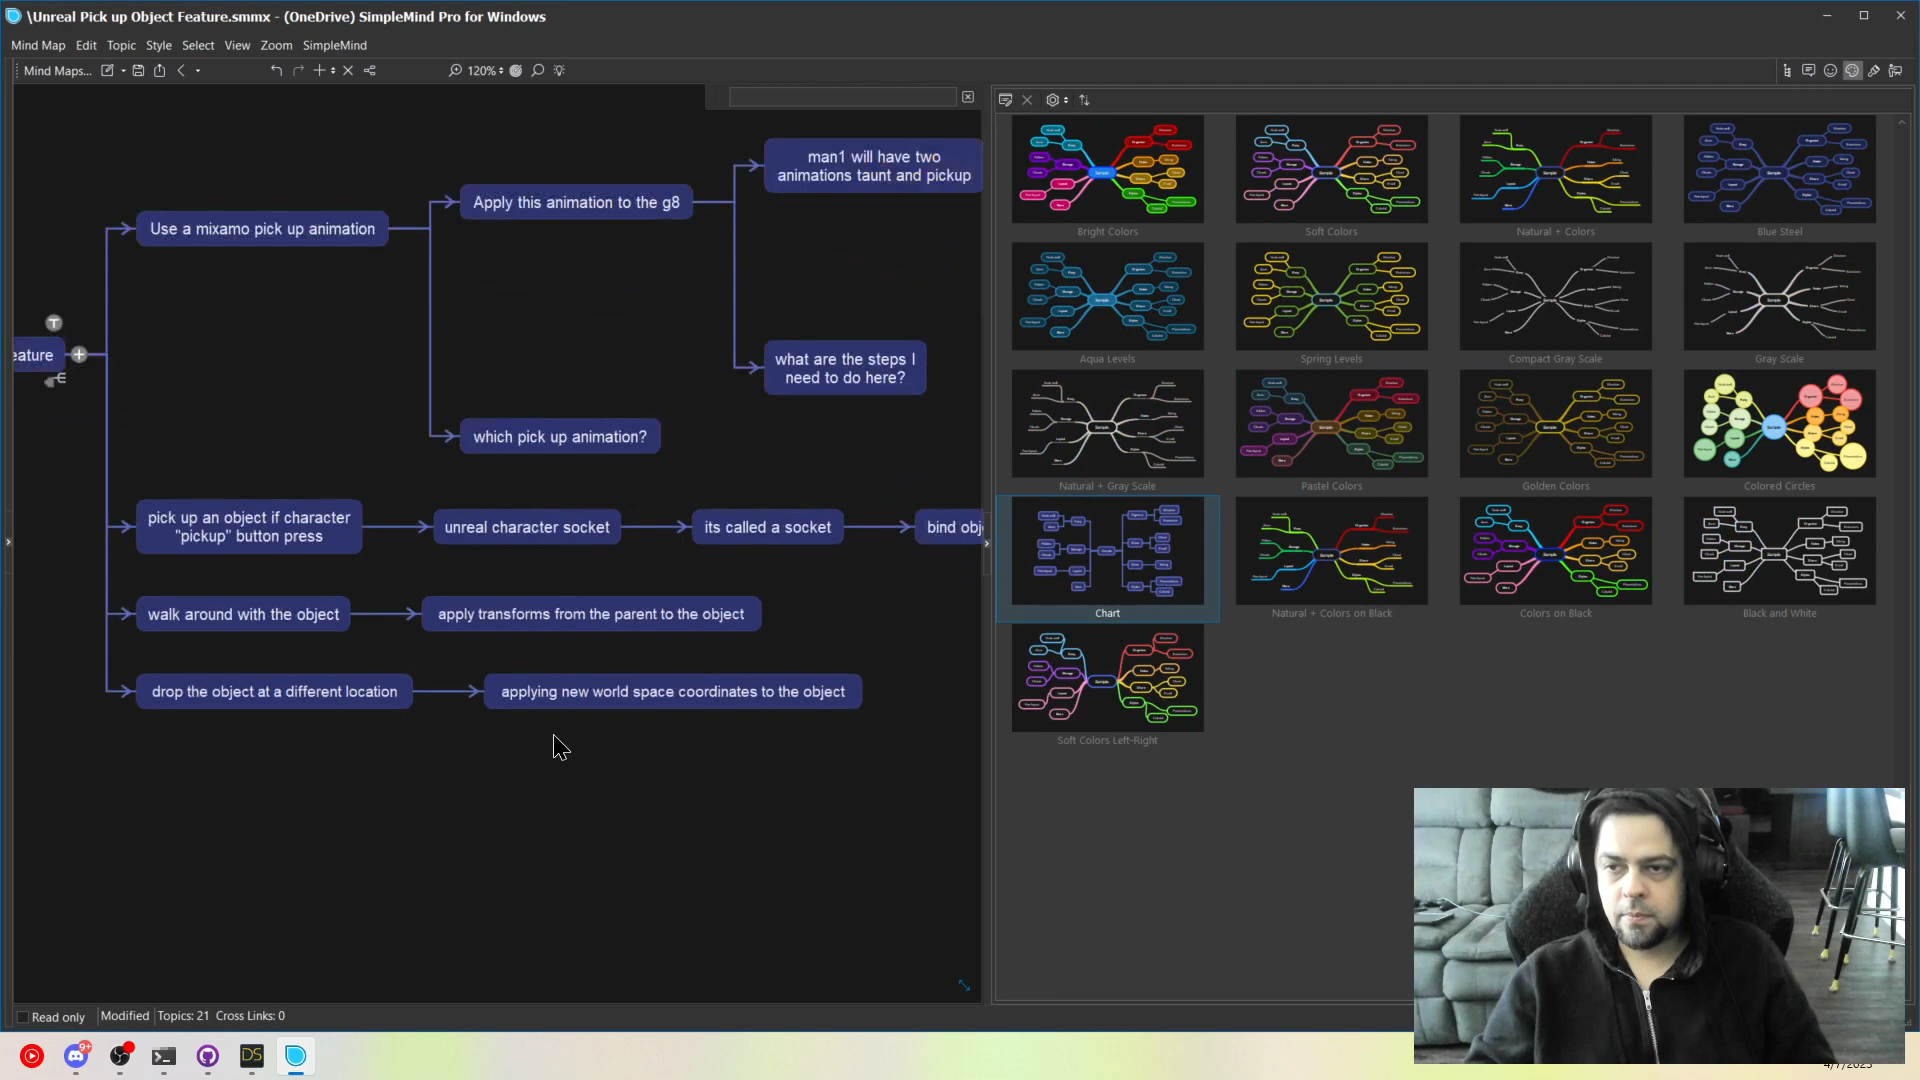 \Unreal Pick up Object Feature.smmx - (OneDrive) SimpleMind Pro for Windows
Mind Map Edit Topic Style Select View Zoom SimpleMind
Mind Maps... 120%
man1 will have two
animations taunt and pickup
Apply this animation to the g8
Use a mixamo pick up animation
eature
what are the steps I
need to do here?
which pick up animation?
pick up an object if character
"pickup" button press
unreal character socket
its called a socket
bind obj
walk around with the object
apply transforms from the parent to the object
drop the object at a different location
applying new world space coordinates to the object
Bright Colors
Soft Colors
Natural + Colors
Blue Steel
Aqua Levels
Spring Levels
Compact Gray Scale
Gray Scale
Natural + Gray Scale
Pastel Colors
Golden Colors
Colored Circles
Chart
Natural + Colors on Black
Colors on Black
Black and White
Soft Colors Left-Right
Read only Modified Topics: 21 Cross Links: 0
9+
DS